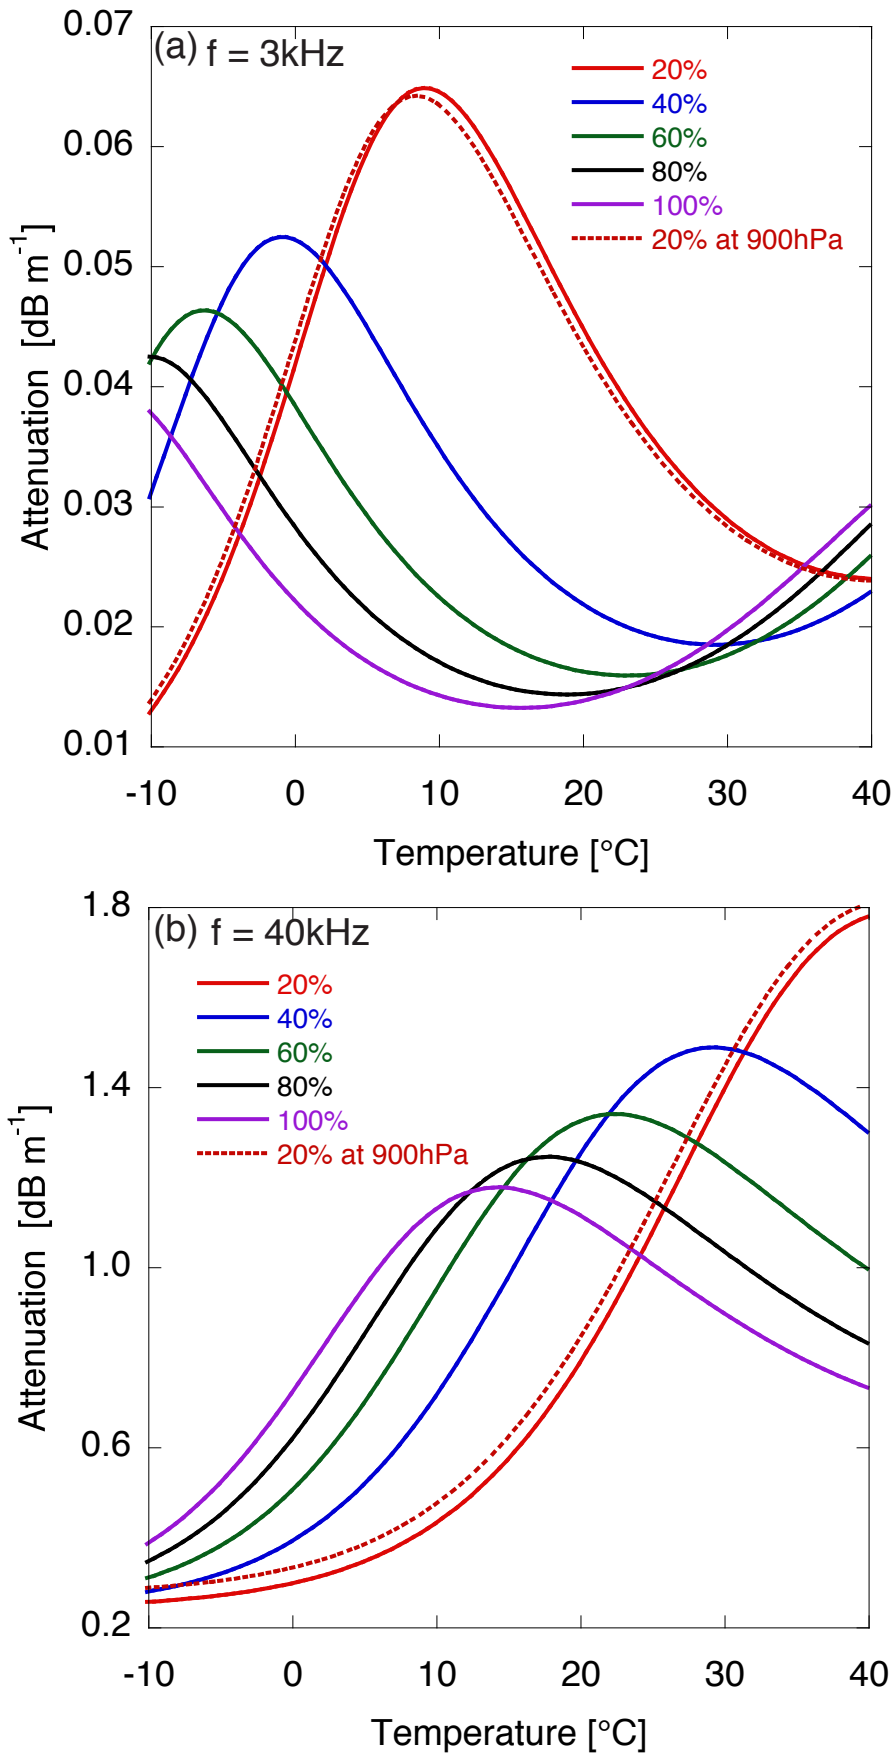 (a) f = 3kHz
20%
40%
60%
80%
100%
20% at 900hPa
0.07
0.06
0.05
0.04
0.03
0.02
0.01
Attenuation [dB m-1]
-10 0 10 20 30 40
Temperature [°C]
(b) f = 40kHz
20%
40%
60%
80%
100%
20% at 900hPa
1.8
1.4
1.0
0.6
0.2
Attenuation [dB m-1]
-10 0 10 20 30 40
Temperature [°C]